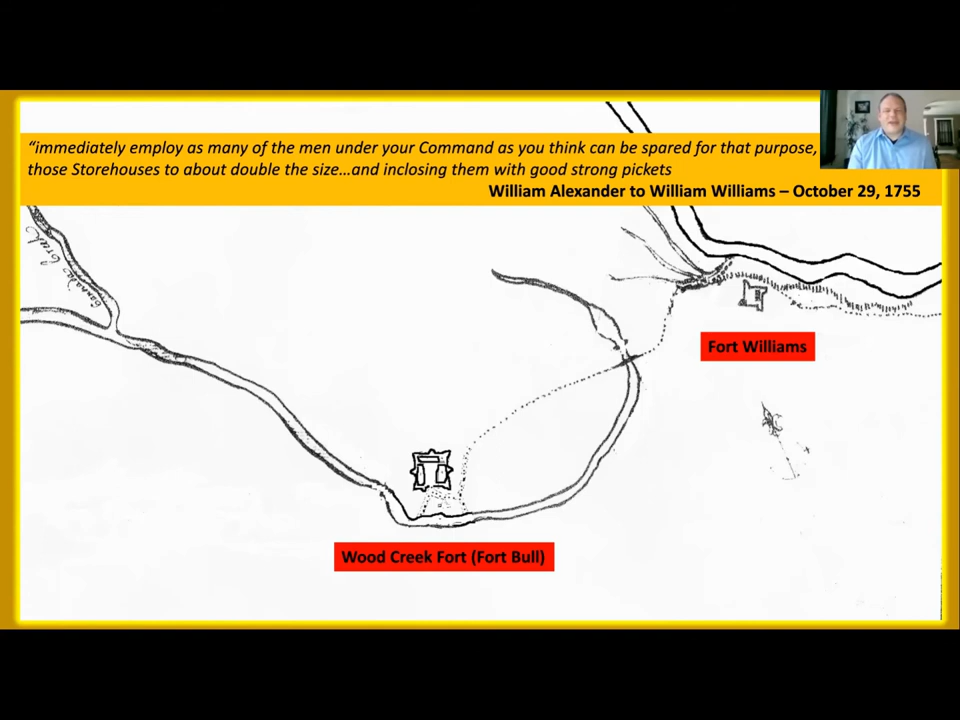 “immediately employ as many of the men under your Command as you think can be spared for that purpose,
those Storehouses to about double the size…and inclosing them with good strong pickets
William Alexander to William Williams – October 29, 1755
Creek
Fort Williams
Wood Creek Fort (Fort Bull)